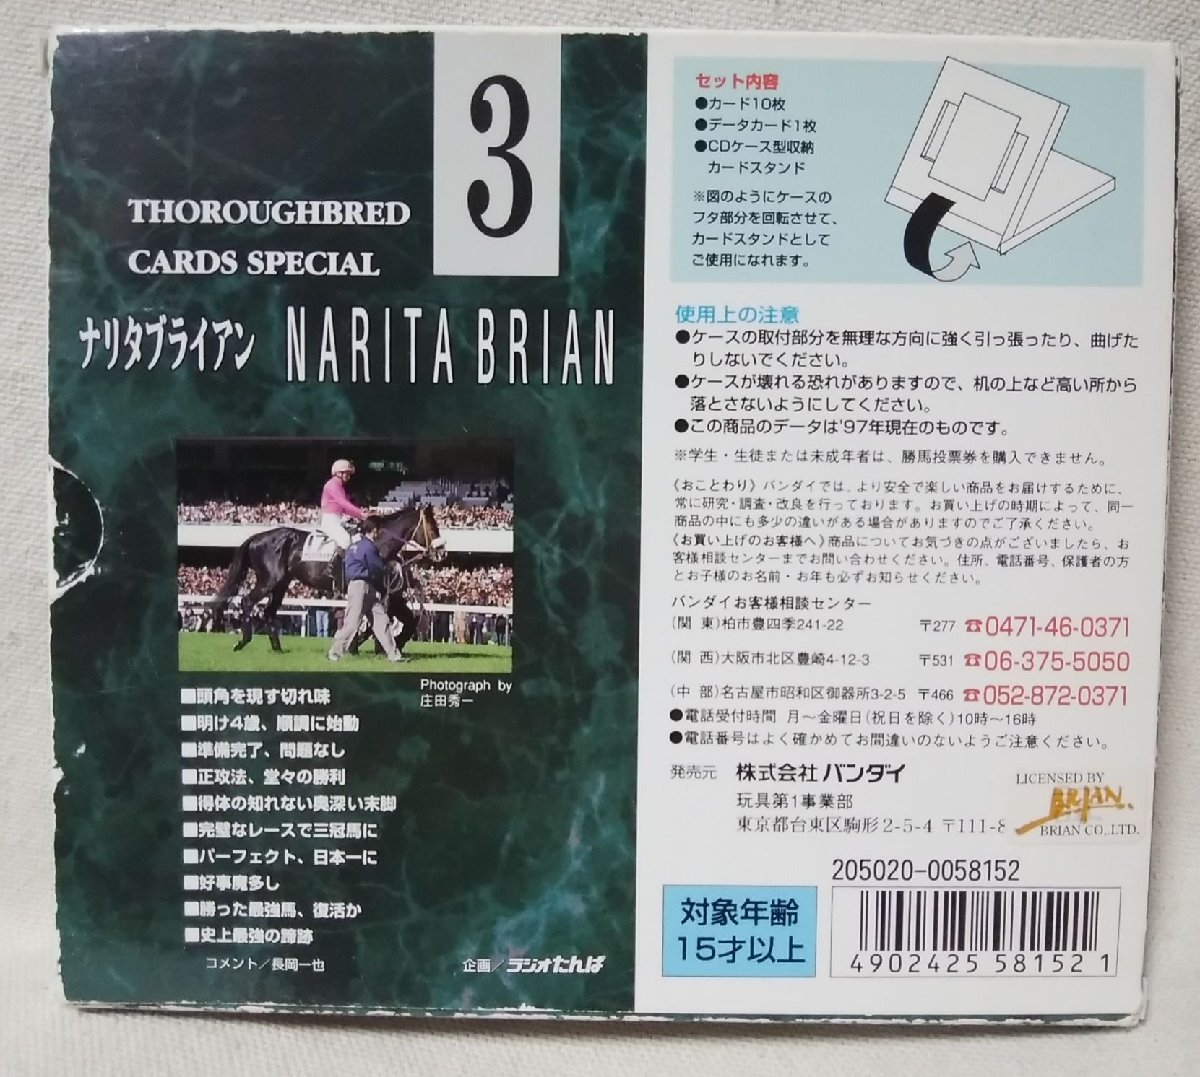 3
THOROUGHBRED
CARDS SPECIAL
ナリタブライアン NARITA BRIAN
Photograph by
庄田秀一
■頭角を現す切れ味
■明け4歳、順調に始動
■準備完了、問題なし
■正攻法、堂々の勝利
■得体の知れない奥深い末脚
■完璧なレースで三冠馬に
■パーフェクト、日本一に
■好事魔多し
■勝った最強馬、復活か
■史上最強の蹄跡
コメント／長岡一也
企画／ラジオたんぱ
セット内容
●カード10枚
●データカード1枚
●CDケース型収納
カードスタンド
※図のようにケースの
フタ部分を回転させて、
カードスタンドとして
ご使用になれます。
使用上の注意
●ケースの取付部分を無理な方向に強く引っ張ったり、曲げた
りしないでください。
●ケースが壊れる恐れがありますので、机の上など高い所から
落とさないようにしてください。
●この商品のデータは'97年現在のものです。
※学生・生徒または未成年者は、勝馬投票券を購入できません。
《おことわり》バンダイでは、より安全で楽しい商品をお届けするために、
常に研究・調査・改良を行っております。お買い上げの時期によって、同一
商品の中にも多少の違いがある場合がありますのでご了承ください。
《お買い上げのお客様へ》商品についてお気づきの点がございましたら、お
客様相談センターまでお問い合わせください。住所、電話番号、保護者の方
とお子様のお名前・お年も必ずお知らせください。
バンダイお客様相談センター
(関 東)柏市豊四季241-22 〒277 ☎0471-46-0371
(関 西)大阪市北区豊崎4-12-3 〒531 ☎06-375-5050
(中 部)名古屋市昭和区御器所3-2-5 〒466 ☎052-872-0371
●電話受付時間 月～金曜日(祝日を除く)10時～16時
●電話番号はよく確かめてお間違いのないようご注意ください。
発売元 株式会社 バンダイ
玩具第1事業部
東京都台東区駒形2-5-4 〒111-8
LICENSED BY
BRIAN.
BRIAN CO.,LTD.
205020-0058152
対象年齢
15才以上
4902425581521